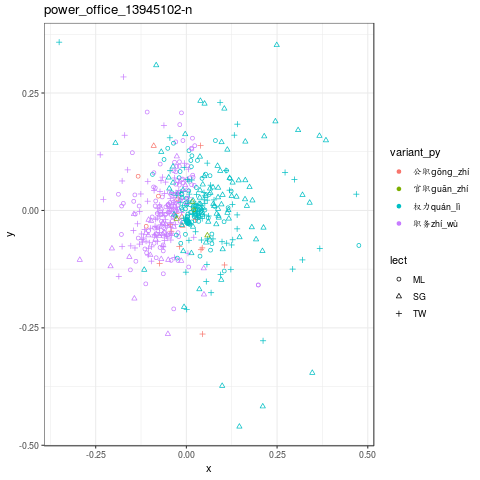 power_office_13945102-n
y
0.25
0.00
-0.25
-0.50
-0.25
0.00
0.25
0.50
x
variant_py
公职gōng_zhí
官职guān_zhí
权力quán_lì
职务zhí_wù
lect
ML
SG
TW